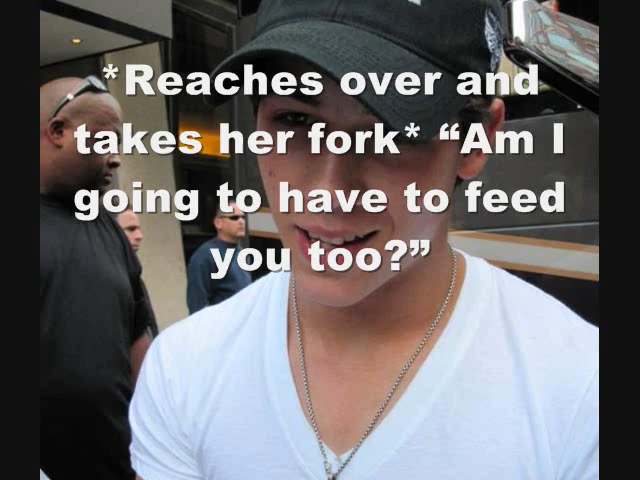 *Reaches over and
takes her fork* “Am I
going to have to feed
you too?”